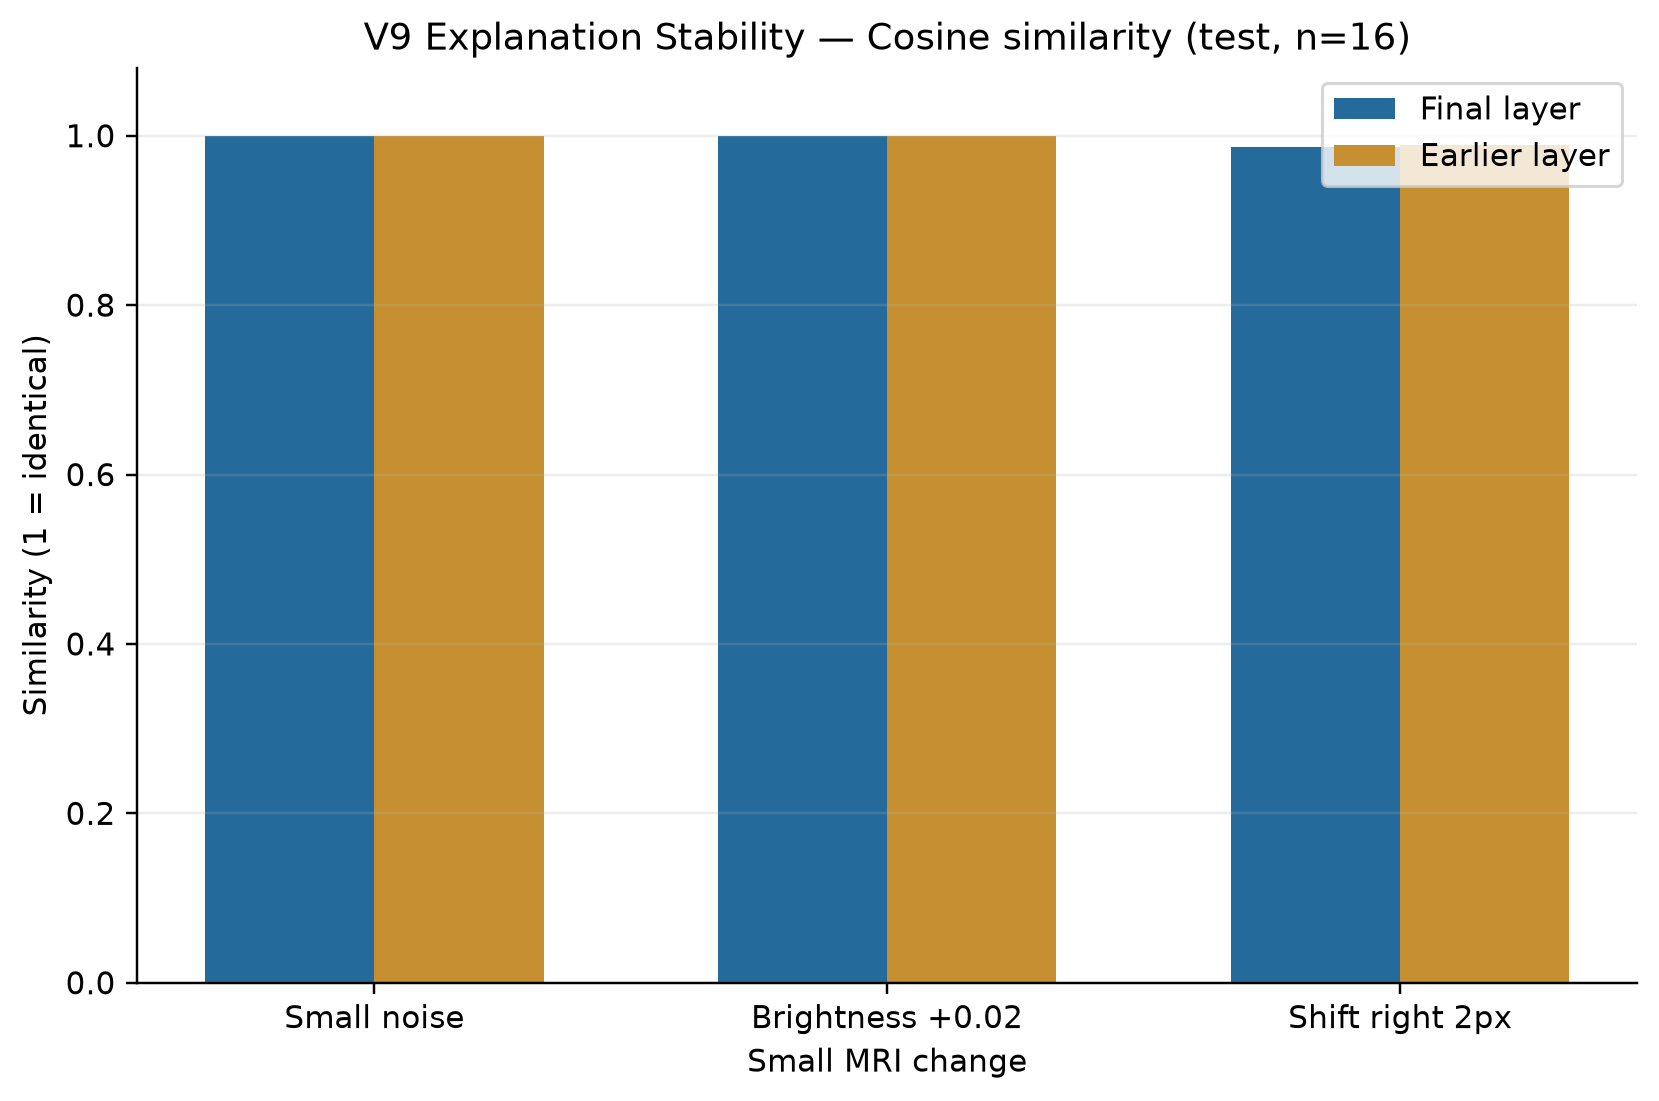 V9 Explanation Stability — Cosine similarity (test, n=16)
Final layer
Earlier layer
Similarity (1 = identical)
1.0
0.8
0.6
0.4
0.2
0.0
Small noise
Brightness +0.02
Shift right 2px
Small MRI change